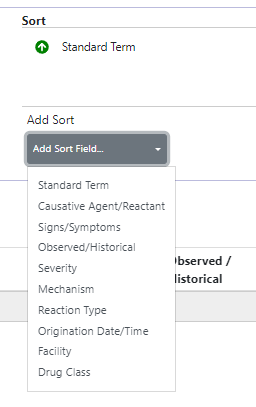 Sort
Standard Term
Add Sort
Add Sort Field...
Standard Term
Causative Agent/Reactant
Signs/Symptoms
Observed/Historical
Severity
Mechanism
Reaction Type
Origination Date/Time
Facility
Drug Class
Observed /
Historical